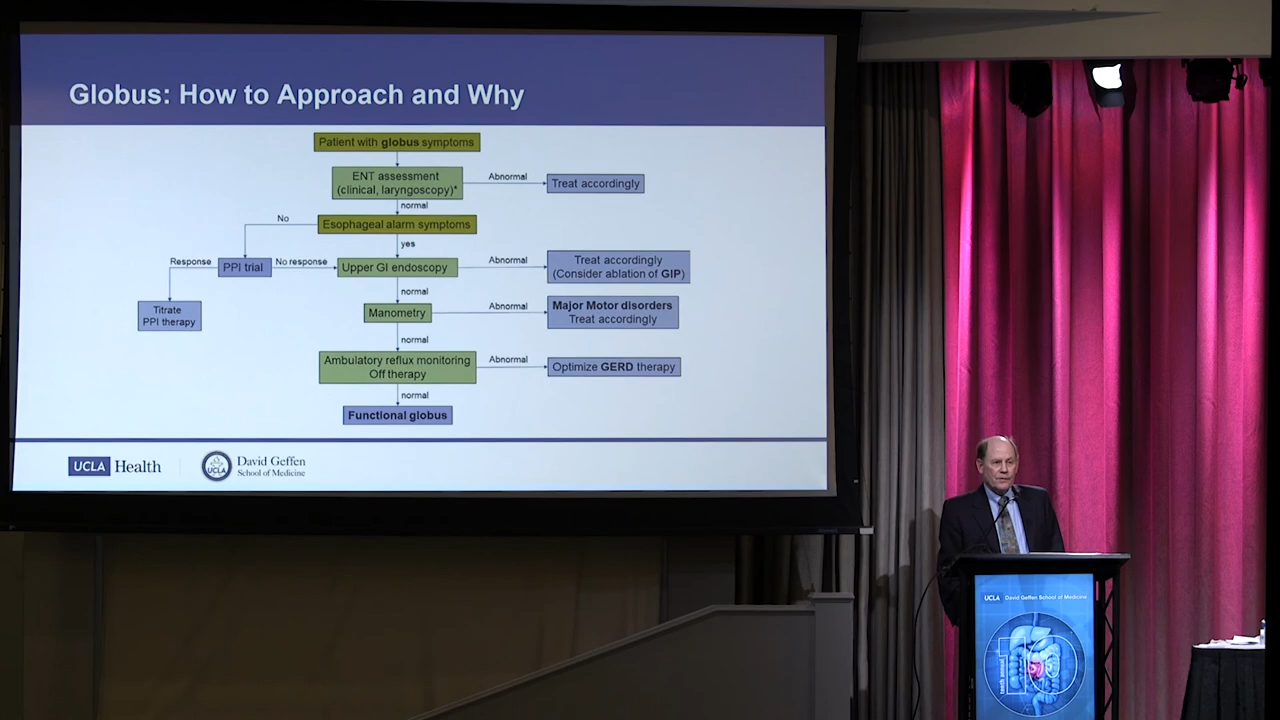 Globus: How to Approach and Why
Patient with globus symptoms
ENT assessment
(clinical, laryngoscopy)*
Abnormal
Treat accordingly
normal
No
Esophageal alarm symptoms
yes
Response
PPI trial
No response
Upper GI endoscopy
Abnormal
Treat accordingly
(Consider ablation of GIP)
normal
Titrate
PPI therapy
Manometry
Abnormal
Major Motor disorders
Treat accordingly
normal
Ambulatory reflux monitoring
Off therapy
Abnormal
Optimize GERD therapy
normal
Functional globus
UCLA Health
UCLA
David Geffen
School of Medicine
UCLA David Geffen School of Medicine